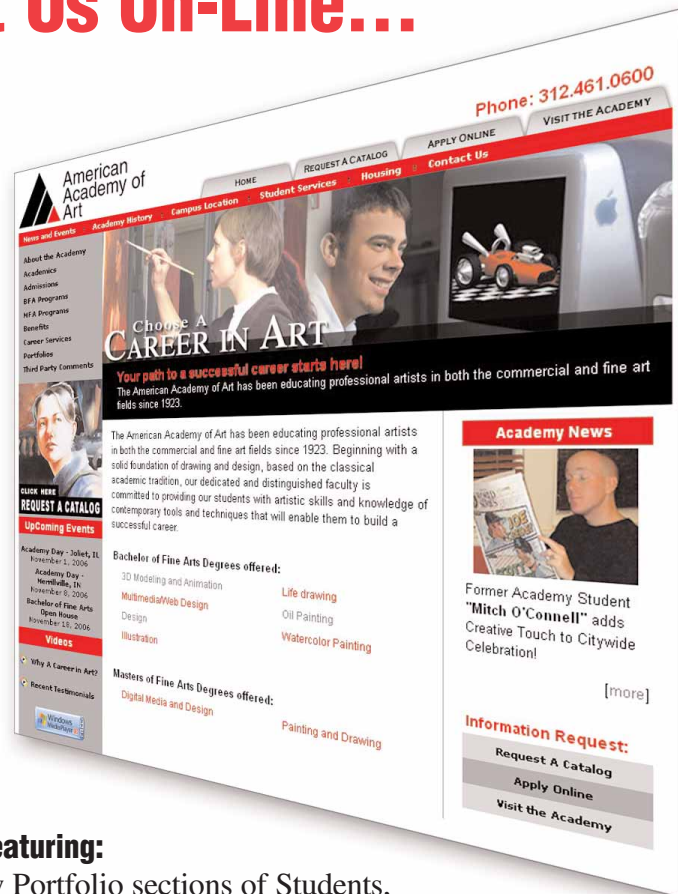 Us On-Line...
Phone: 312.461.0600
American
Academy of
Art
HOME
REQUEST A CATALOG
APPLY ONLINE
VISIT THE ACADEMY
News and Events
Academy History
Campus Location
Student Services
Housing
Contact Us
About the Academy
Academics
Admissions
BFA Programs
MFA Programs
Benefits
Career Services
Portfolios
Third Party Comments
Choose A
CAREER IN ART
Your path to a successful career starts here!
The American Academy of Art has been educating professional artists in both the commercial and fine art
fields since 1923.
CLICK HERE
REQUEST A CATALOG
UpComing Events
Academy Day - Joliet, IL
November 1, 2006
Academy Day -
Merrillville, IN
November 8, 2006
Bachelor of Fine Arts
Open House
November 18, 2006
Videos
Why A Career in Art?
Recent Testimonials
Windows
MediaPlayer
The American Academy of Art has been educating professional artists
in both the commercial and fine art fields since 1923. Beginning with a
solid foundation of drawing and design, based on the classical
academic tradition, our dedicated and distinguished faculty is
committed to providing our students with artistic skills and knowledge of
contemporary tools and techniques that will enable them to build a
successful career.
Bachelor of Fine Arts Degrees offered:
3D Modeling and Animation
Multimedia/Web Design
Design
Illustration
Life drawing
Oil Painting
Watercolor Painting
Masters of Fine Arts Degrees offered:
Digital Media and Design
Painting and Drawing
Academy News
Former Academy Student
"Mitch O'Connell" adds
Creative Touch to Citywide
Celebration!
[more]
Information Request:
Request A Catalog
Apply Online
Visit the Academy
eaturing:
Portfolio sections of Students,